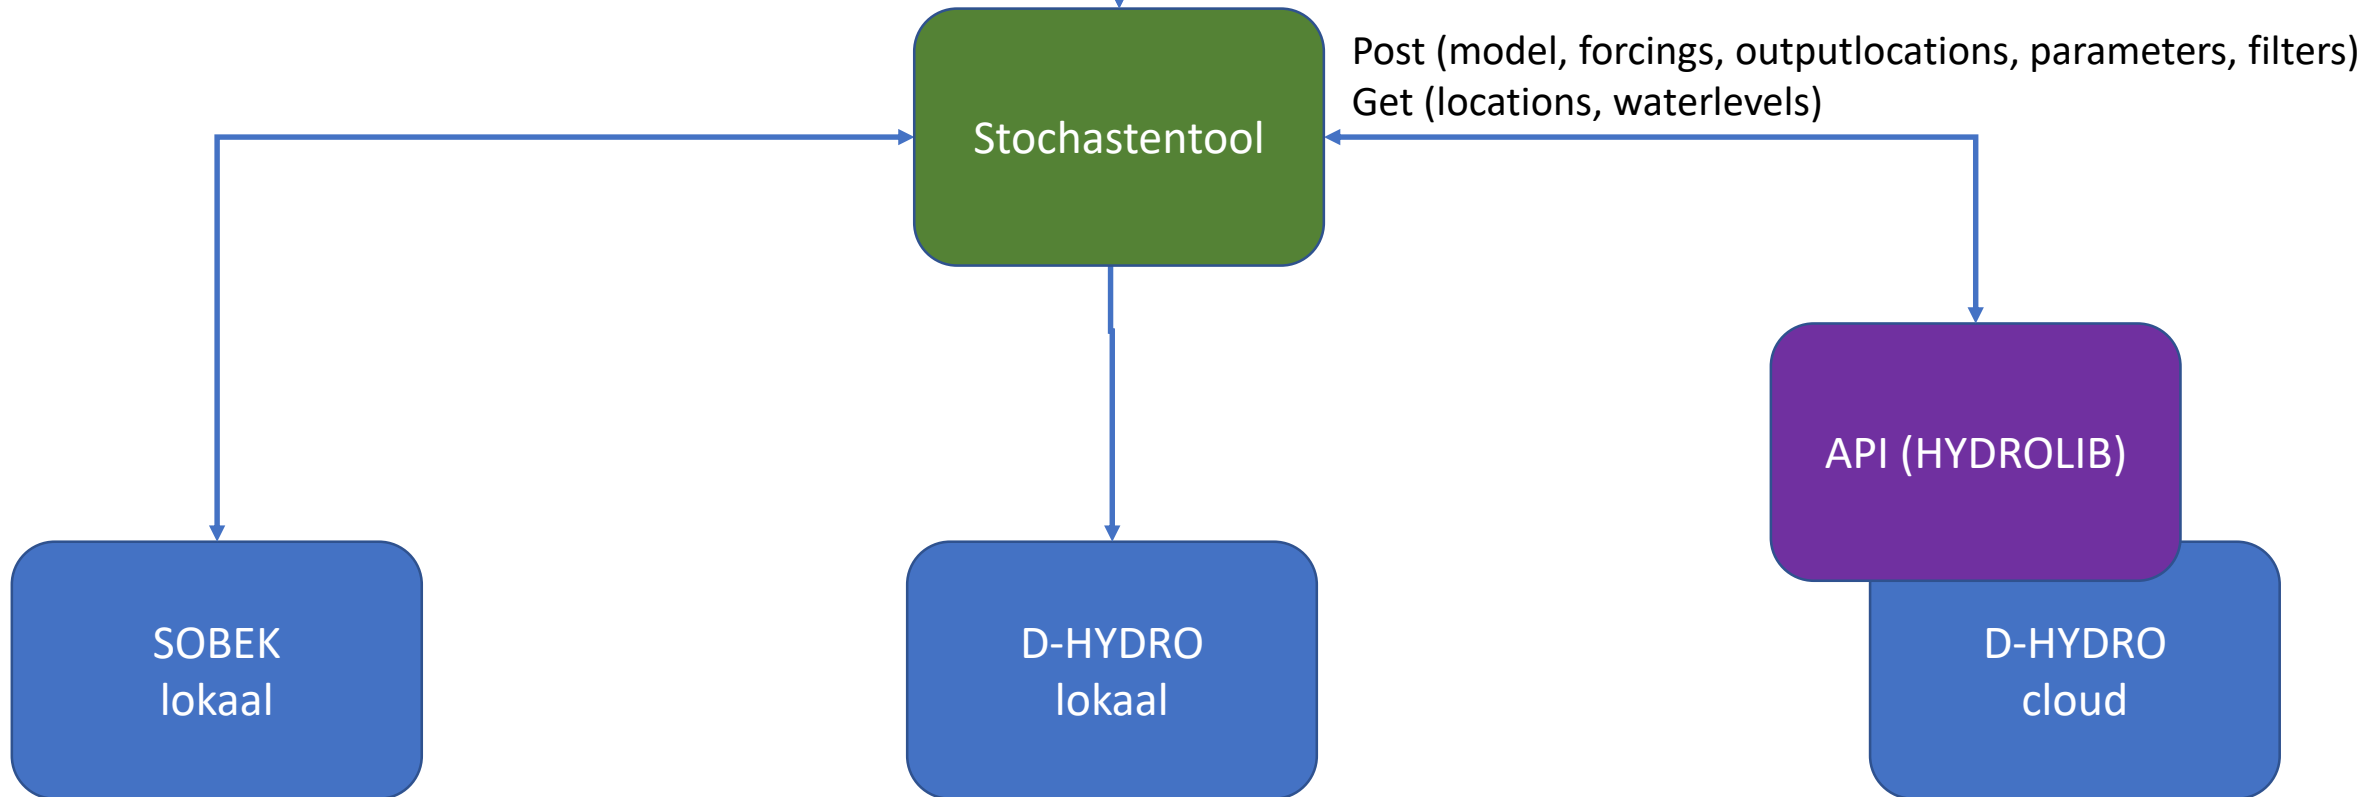 Post (model, forcings, outputlocations, parameters, filters)
Get (locations, waterlevels)
Stochastentool
API (HYDROLIB)
SOBEK
lokaal
D-HYDRO
lokaal
D-HYDRO
cloud